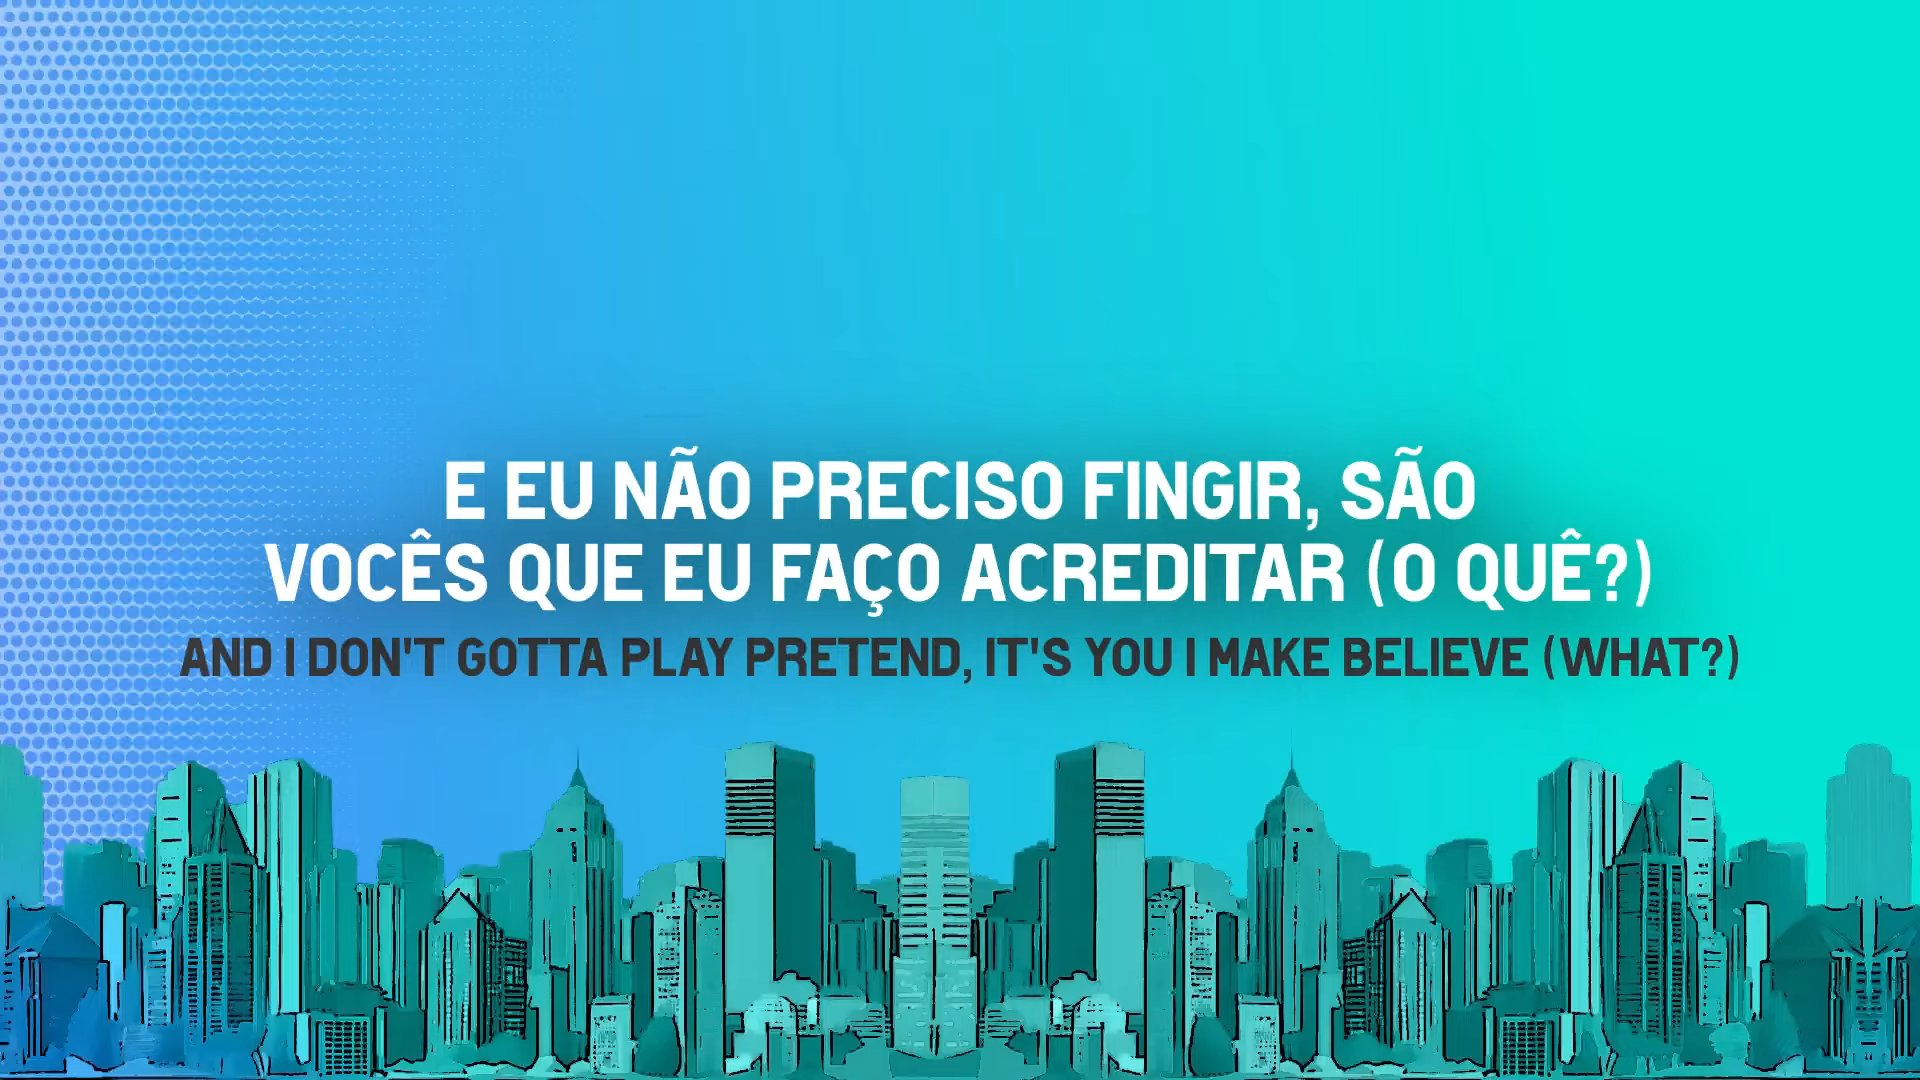 E EU NÃO PRECISO FINGIR, SÃO
VOCÊS QUE EU FAÇO ACREDITAR (O QUÊ?)
AND I DON'T GOTTA PLAY PRETEND, IT'S YOU I MAKE BELIEVE (WHAT?)